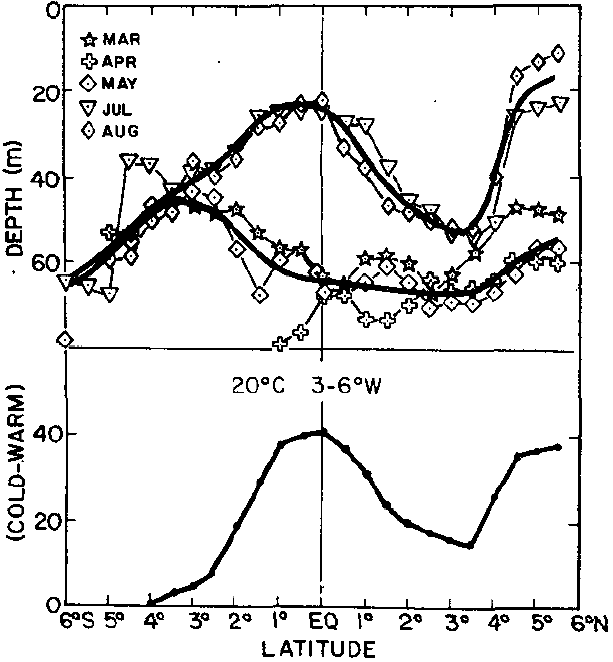 0
20
40
60
DEPTH (m)
MAR
APR
MAY
JUL
AUG
20°C 3-6°W
(COLD-WARM)
40
20
0
6°S 5° 4° 3° 2° 1° EQ 1° 2° 3° 4° 5° 6°N
LATITUDE